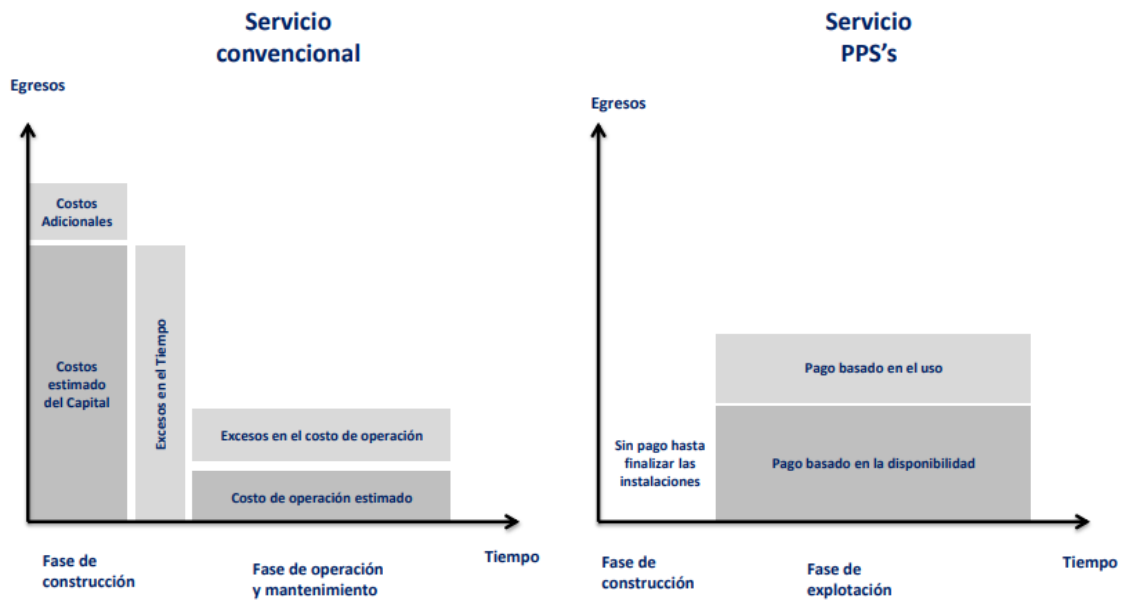 Servicio
convencional
Egresos
Costos
Adicionales
Costos
estimado
del Capital
Excesos en el Tiempo
Excesos en el costo de operación
Costo de operación estimado
Tiempo
Fase de
construcción
Fase de operación
y mantenimiento
Servicio
PPS's
Egresos
Pago basado en el uso
Sin pago hasta
finalizar las
instalaciones
Pago basado en la disponibilidad
Tiempo
Fase de
construcción
Fase de
explotación